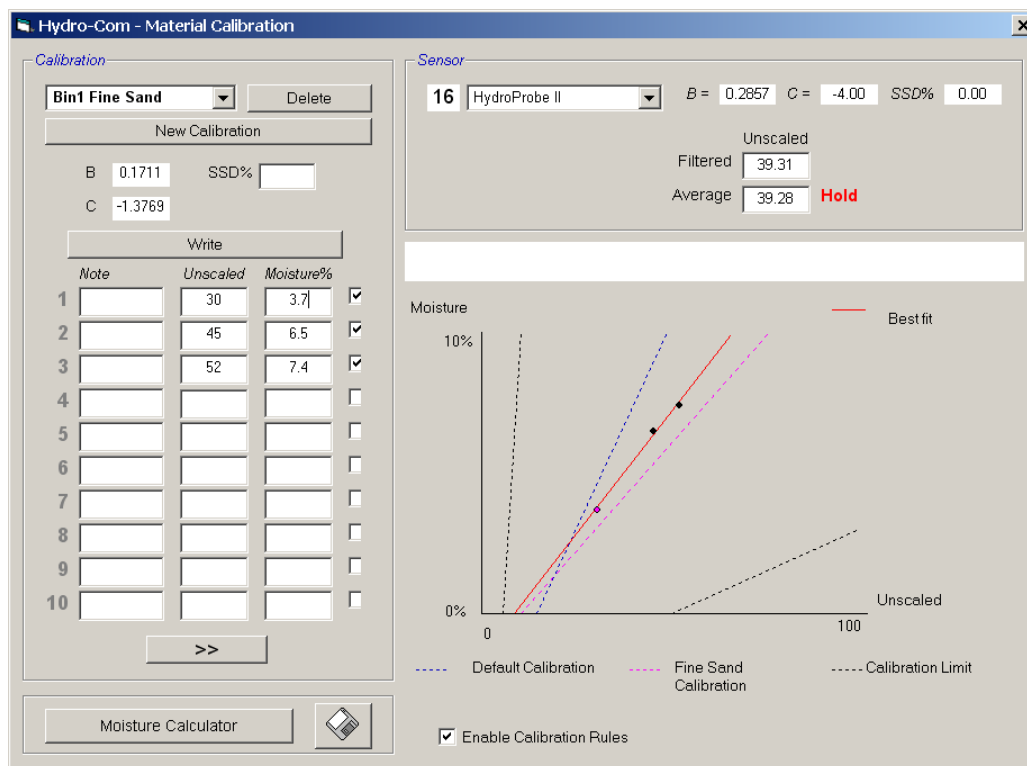 Hydro-Com - Material Calibration
Calibration
Bin1 Fine Sand
Delete
New Calibration
B 0.1711 SSD%
C -1.3769
Write
Note Unscaled Moisture%
1 30 3.7
2 45 6.5
3 52 7.4
4
5
6
7
8
9
10
>>
Moisture Calculator
Sensor
16 HydroProbe II B = 0.2857 C = -4.00 SSD% 0.00
Unscaled
Filtered 39.31
Average 39.28 Hold
Moisture
Best fit
10%
0%
Unscaled
0 100
Default Calibration Fine Sand Calibration Limit
Calibration
Enable Calibration Rules